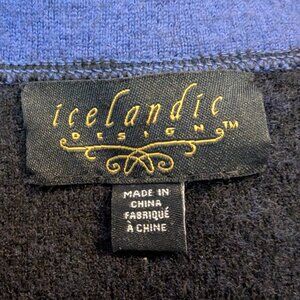 icelandic
DESIGN™
MADE IN
CHINA
FABRIQUÉ
À CHINE